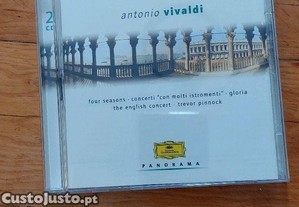 antonio vivaldi
2
CD
four seasons · concerti "con molti istromenti" · gloria
the english concert · trevor pinnock
PANORAMA
CustoJusto.pt